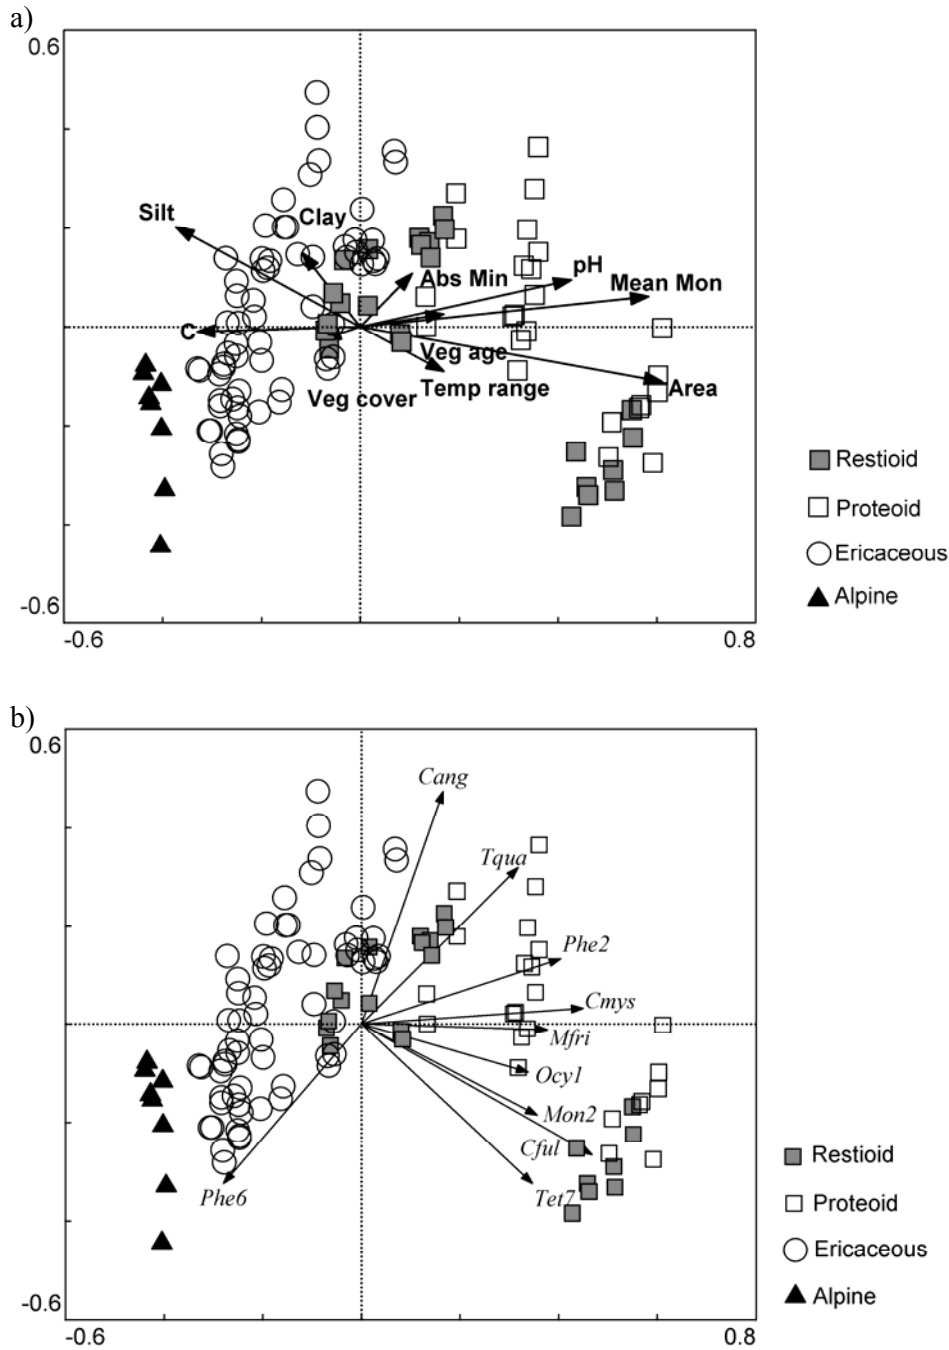 a)
0.6
Silt
Clay
Abs Min
pH
Mean Mon
C
Veg age
Temp range
Area
Veg cover
Restioid
Proteoid
Ericaceous
Alpine
-0.6
-0.6
0.8
b)
0.6
Cang
Tqua
Phe2
Cmys
Mfri
Ocy1
Mon2
Cful
Tet7
Phe6
Restioid
Proteoid
Ericaceous
Alpine
-0.6
-0.6
0.8